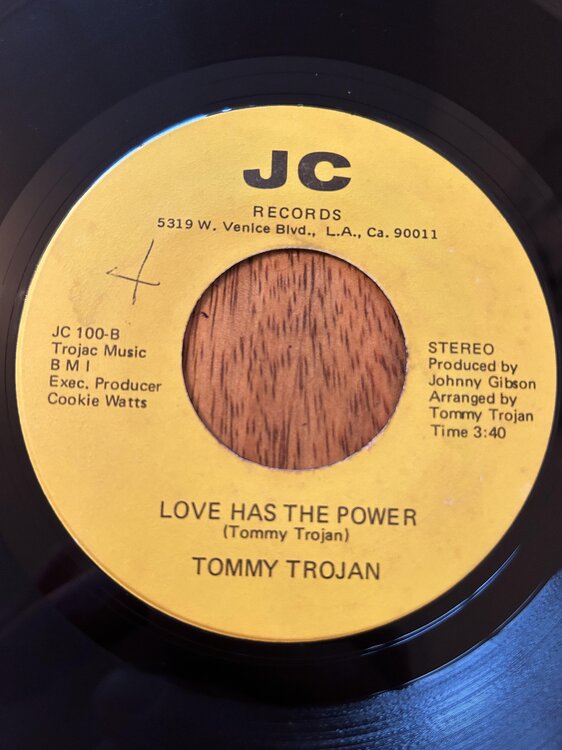 JC
RECORDS
5319 W. Venice Blvd., L.A., Ca. 90011
JC 100-B
Trojac Music
B M I
Exec. Producer
Cookie Watts
STEREO
Produced by
Johnny Gibson
Arranged by
Tommy Trojan
Time 3:40
LOVE HAS THE POWER
(Tommy Trojan)
TOMMY TROJAN